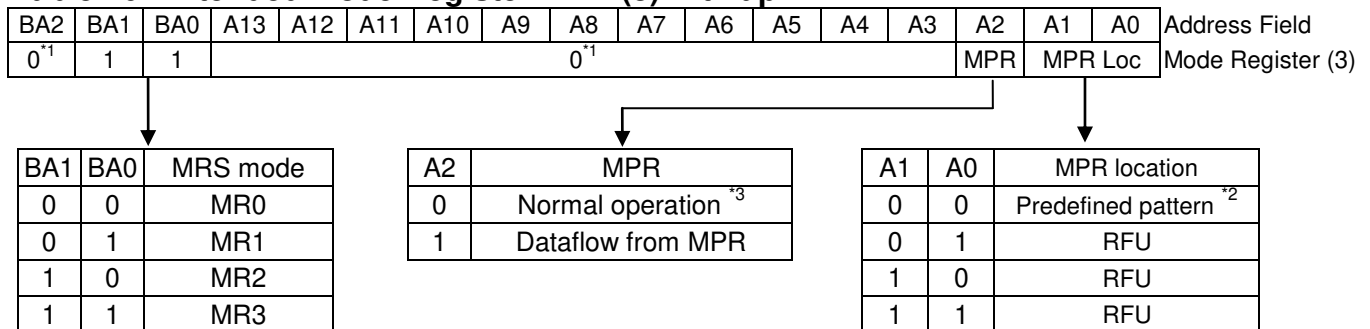 BA2 BA1 BA0 A13 A12 A11 A10 A9 A8 A7 A6 A5 A4 A3 A2 A1 A0 Address Field
0*1 1 1 0*1 MPR MPR Loc Mode Register (3)
BA1 BA0 MRS mode A2 MPR A1 A0 MPR location
0 0 MR0 0 Normal operation *3 0 0 Predefined pattern *2
0 1 MR1 1 Dataflow from MPR 0 1 RFU
1 0 MR2 1 0 RFU
1 1 MR3 1 1 RFU